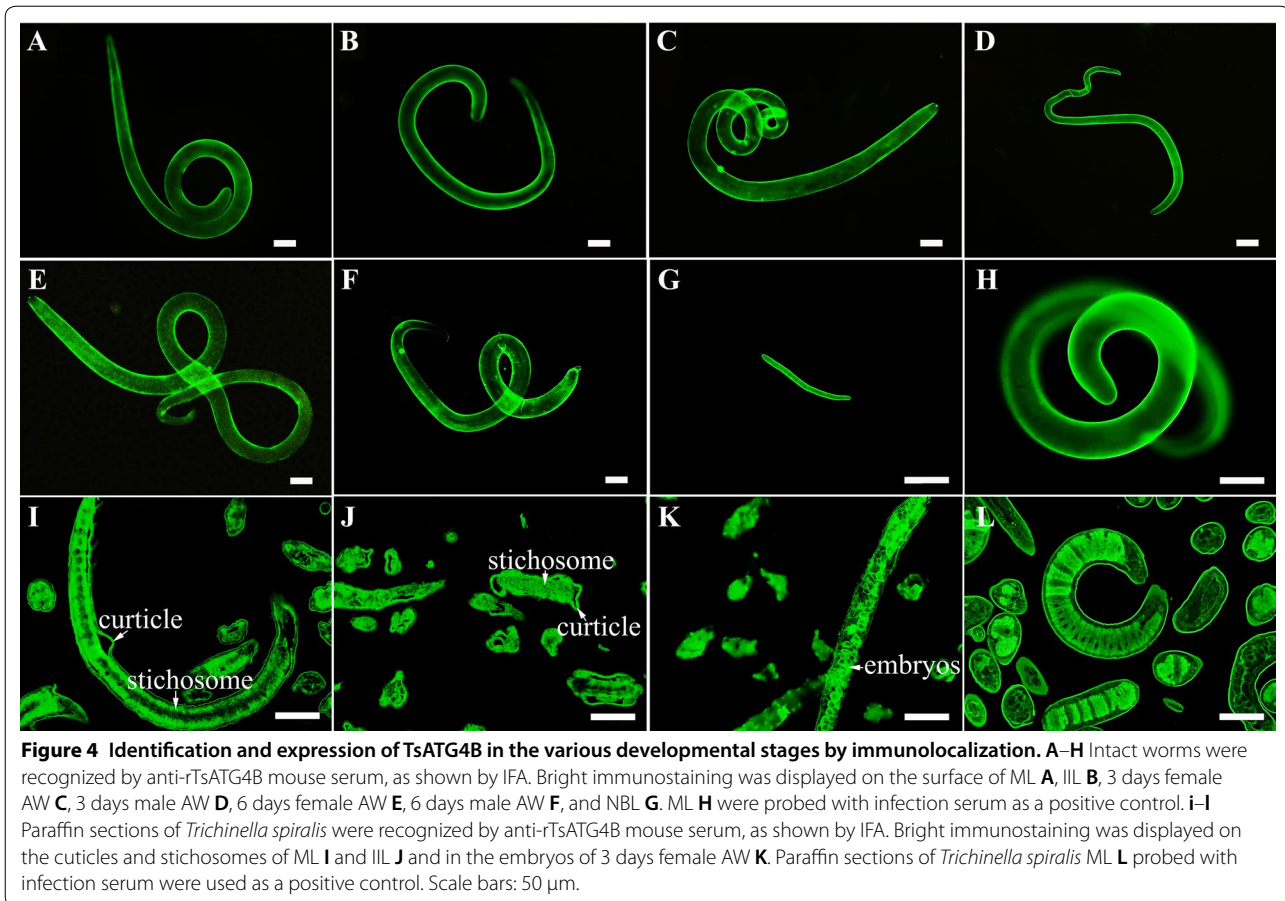 A
B
C
D
E
F
G
H
I
curticle
stichosome
J
stichosome
curticle
K
embryos
L
Figure 4 Identification and expression of TsATG4B in the various developmental stages by immunolocalization. A–H Intact worms were
recognized by anti-rTsATG4B mouse serum, as shown by IFA. Bright immunostaining was displayed on the surface of ML A, IIL B, 3 days female
AW C, 3 days male AW D, 6 days female AW E, 6 days male AW F, and NBL G. ML H were probed with infection serum as a positive control. i–l
Paraffin sections of Trichinella spiralis were recognized by anti-rTsATG4B mouse serum, as shown by IFA. Bright immunostaining was displayed on
the cuticles and stichosomes of ML I and IIL J and in the embryos of 3 days female AW K. Paraffin sections of Trichinella spiralis ML L probed with
infection serum were used as a positive control. Scale bars: 50 μm.